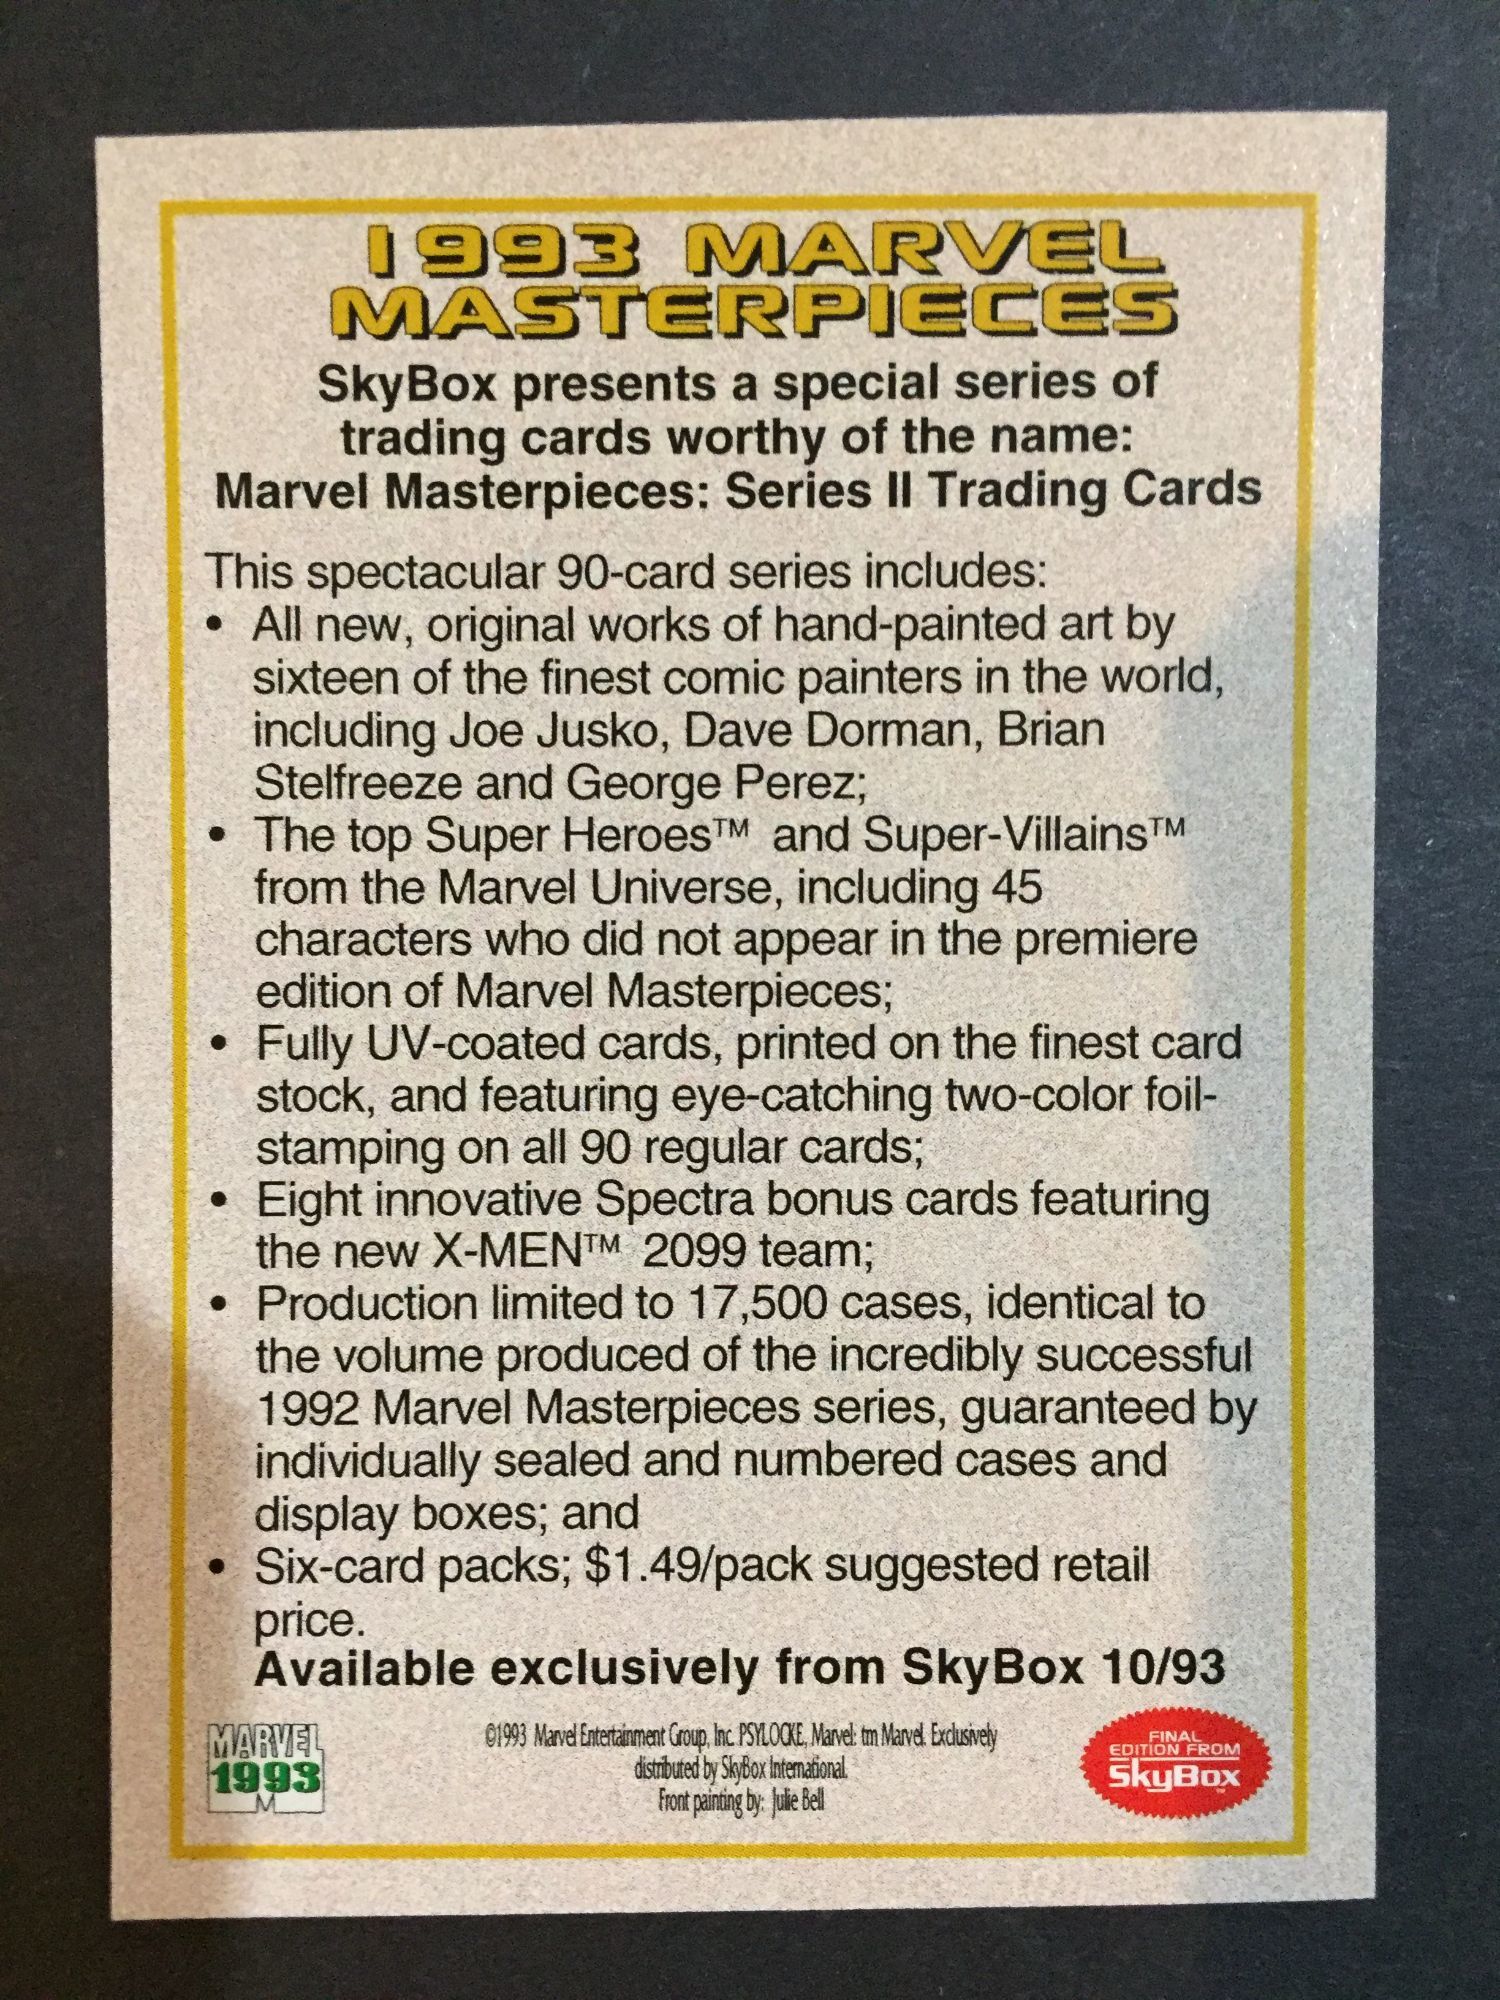 1993 MARVEL
MASTERPIECES
SkyBox presents a special series of
trading cards worthy of the name:
Marvel Masterpieces: Series II Trading Cards
This spectacular 90-card series includes:
• All new, original works of hand-painted art by
sixteen of the finest comic painters in the world,
including Joe Jusko, Dave Dorman, Brian
Stelfreeze and George Perez;
• The top Super Heroes™ and Super-Villains™
from the Marvel Universe, including 45
characters who did not appear in the premiere
edition of Marvel Masterpieces;
• Fully UV-coated cards, printed on the finest card
stock, and featuring eye-catching two-color foil-
stamping on all 90 regular cards;
• Eight innovative Spectra bonus cards featuring
the new X-MEN™ 2099 team;
• Production limited to 17,500 cases, identical to
the volume produced of the incredibly successful
1992 Marvel Masterpieces series, guaranteed by
individually sealed and numbered cases and
display boxes; and
• Six-card packs; $1.49/pack suggested retail
price.
Available exclusively from SkyBox 10/93
MARVEL
1993
M
©1993 Marvel Entertainment Group, Inc. PSYLOCKE, Marvel: tm Marvel. Exclusively
distributed by SkyBox International.
Front painting by: Julie Bell
FINAL
EDITION FROM
SkyBox™